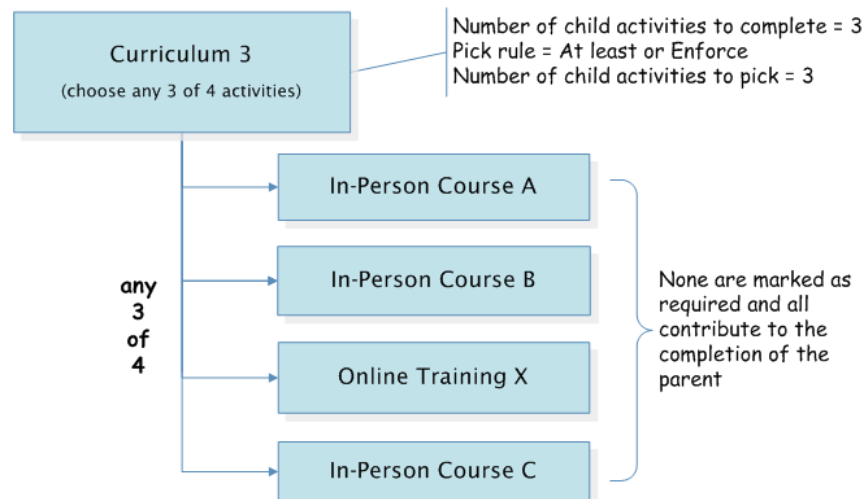 Curriculum 3
(choose any 3 of 4 activities)
Number of child activities to complete = 3
Pick rule = At least or Enforce
Number of child activities to pick = 3
In-Person Course A
In-Person Course B
Online Training X
In-Person Course C
any
3
of
4
None are marked as
required and all
contribute to the
completion of the
parent